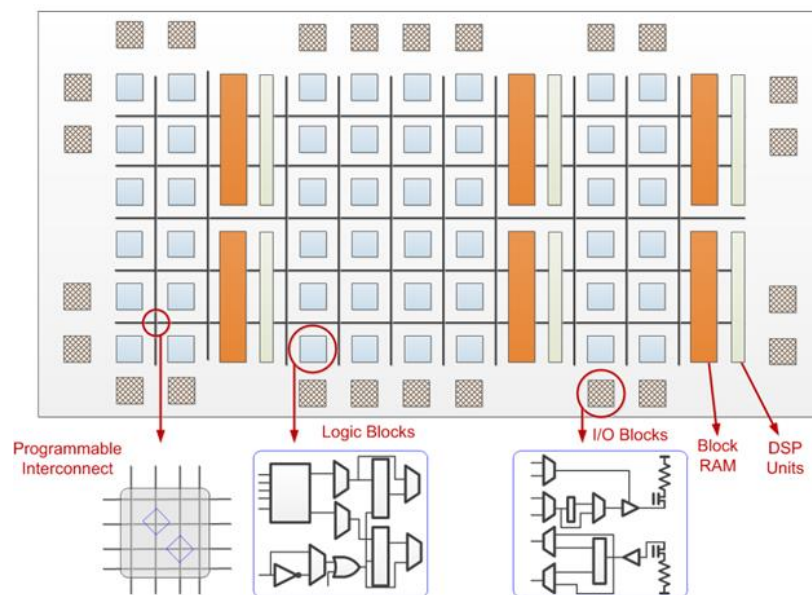 Programmable
Interconnect
Logic Blocks
I/O Blocks
Block
RAM
DSP
Units